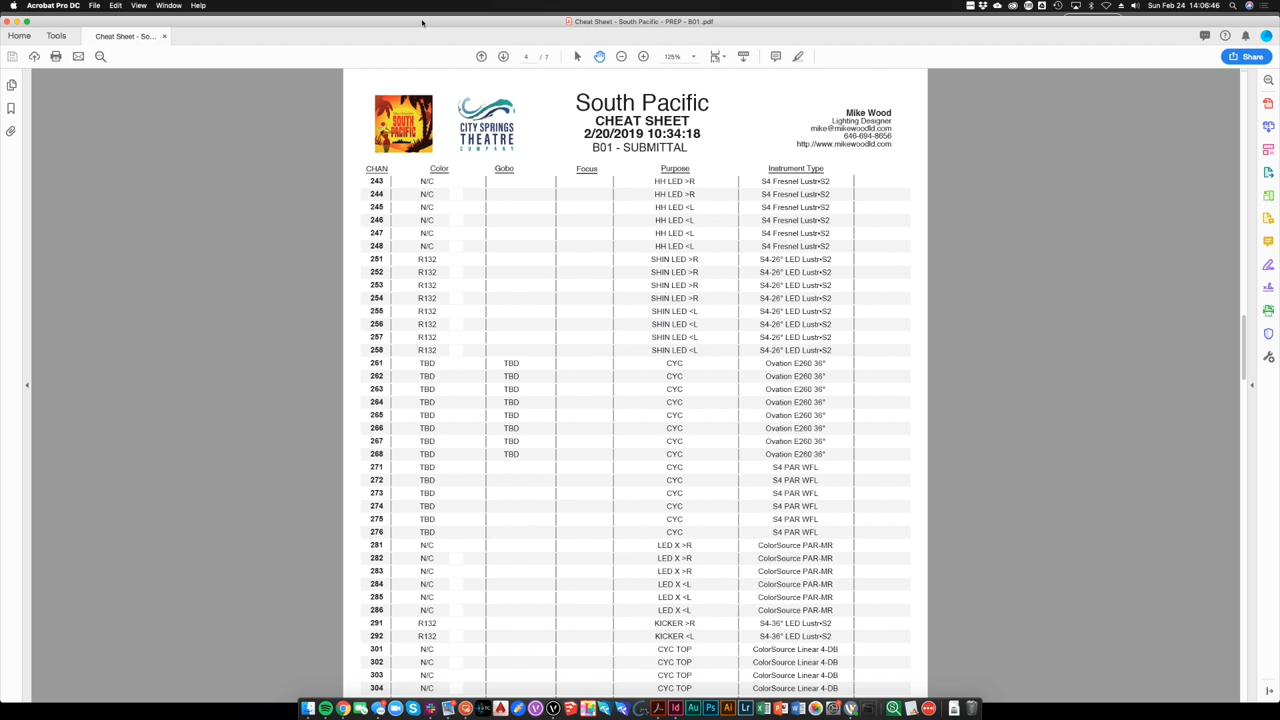 Acrobat Pro DC File Edit View Window Help Sun Feb 24 14:06:46
Cheat Sheet - South Pacific - PREP - B01 .pdf
Home Tools Cheat Sheet - So... ×
4 / 7 125% Share
SOUTH PACIFIC
CITY SPRINGS
THEATRE
COMPANY
South Pacific
CHEAT SHEET
2/20/2019 10:34:18
B01 - SUBMITTAL
Mike Wood
Lighting Designer
mike@mikewoodld.com
646-694-8656
http://www.mikewoodld.com
CHAN Color Gobo Focus Purpose Instrument Type
243 N/C HH LED >R S4 Fresnel Lustr•S2
244 N/C HH LED >R S4 Fresnel Lustr•S2
245 N/C HH LED <L S4 Fresnel Lustr•S2
246 N/C HH LED <L S4 Fresnel Lustr•S2
247 N/C HH LED <L S4 Fresnel Lustr•S2
248 N/C HH LED <L S4 Fresnel Lustr•S2
251 R132 SHIN LED >R S4-26° LED Lustr•S2
252 R132 SHIN LED >R S4-26° LED Lustr•S2
253 R132 SHIN LED >R S4-26° LED Lustr•S2
254 R132 SHIN LED >R S4-26° LED Lustr•S2
255 R132 SHIN LED <L S4-26° LED Lustr•S2
256 R132 SHIN LED <L S4-26° LED Lustr•S2
257 R132 SHIN LED <L S4-26° LED Lustr•S2
258 R132 SHIN LED <L S4-26° LED Lustr•S2
261 TBD TBD CYC Ovation E260 36°
262 TBD TBD CYC Ovation E260 36°
263 TBD TBD CYC Ovation E260 36°
264 TBD TBD CYC Ovation E260 36°
265 TBD TBD CYC Ovation E260 36°
266 TBD TBD CYC Ovation E260 36°
267 TBD TBD CYC Ovation E260 36°
268 TBD TBD CYC Ovation E260 36°
271 TBD CYC S4 PAR WFL
272 TBD CYC S4 PAR WFL
273 TBD CYC S4 PAR WFL
274 TBD CYC S4 PAR WFL
275 TBD CYC S4 PAR WFL
276 TBD CYC S4 PAR WFL
281 N/C LED X >R ColorSource PAR-MR
282 N/C LED X >R ColorSource PAR-MR
283 N/C LED X >R ColorSource PAR-MR
284 N/C LED X <L ColorSource PAR-MR
285 N/C LED X <L ColorSource PAR-MR
286 N/C LED X <L ColorSource PAR-MR
291 R132 KICKER >R S4-36° LED Lustr•S2
292 R132 KICKER <L S4-36° LED Lustr•S2
301 N/C CYC TOP ColorSource Linear 4-DB
302 N/C CYC TOP ColorSource Linear 4-DB
303 N/C CYC TOP ColorSource Linear 4-DB
304 N/C CYC TOP ColorSource Linear 4-DB
Id Au Ps Ai Lr